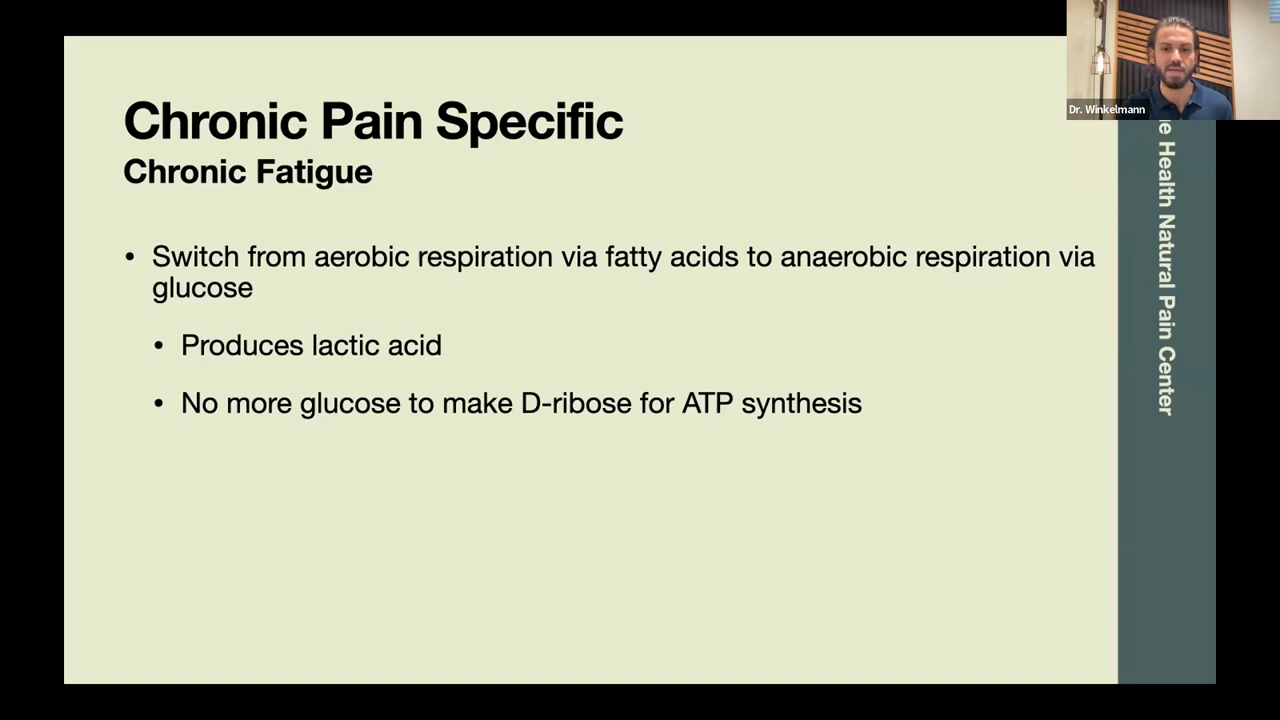 Chronic Pain Specific
Chronic Fatigue
• Switch from aerobic respiration via fatty acids to anaerobic respiration via
glucose
• Produces lactic acid
• No more glucose to make D-ribose for ATP synthesis
Dr. Winkelmann
Health Natural Pain Center